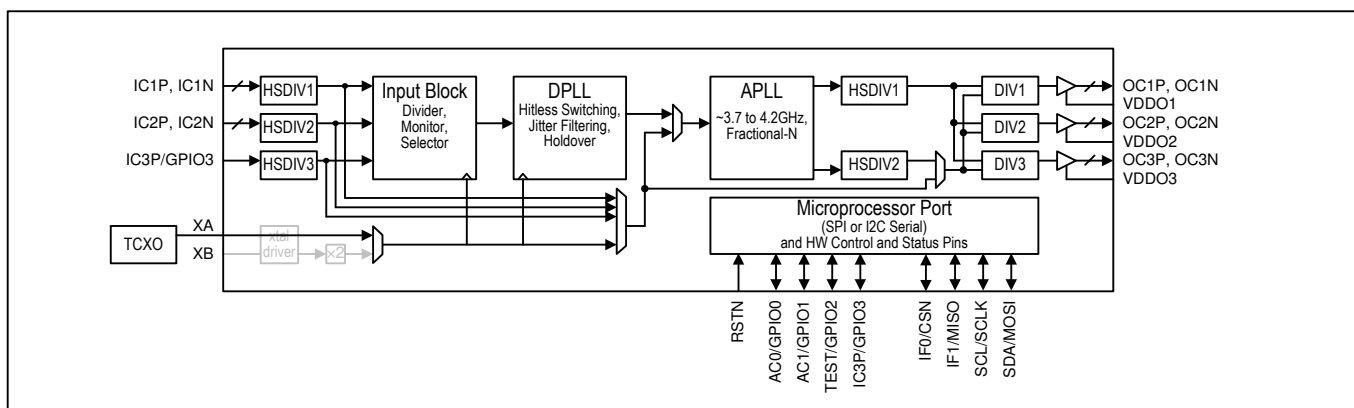 IC1P, IC1N
IC2P, IC2N
IC3P/GPIO3
HSDIV1
HSDIV2
HSDIV3
Input Block
Divider,
Monitor,
Selector
DPLL
Hitless Switching,
Jitter Filtering,
Holdover
APLL
~3.7 to 4.2GHz,
Fractional-N
HSDIV1
HSDIV2
DIV1
DIV2
DIV3
OC1P, OC1N
VDDO1
OC2P, OC2N
VDDO2
OC3P, OC3N
VDDO3
TCXO
XA
XB
xtal
driver
×2
Microprocessor Port
(SPI or I2C Serial)
and HW Control and Status Pins
RSTN
AC0/GPIO0
AC1/GPIO1
TEST/GPIO2
IC3P/GPIO3
IF0/CSN
IF1/MISO
SCL/SCLK
SDA/MOSI